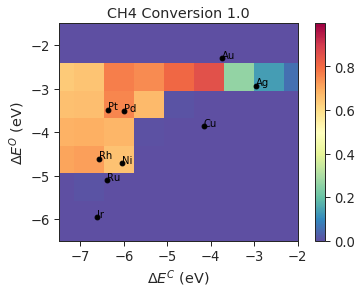 CH4 Conversion 1.0
ΔE^O (eV)
−2
−3
−4
−5
−6
Au
Ag
Pt
Pd
Cu
Rh
Ni
Ru
Ir
−7
−6
−5
−4
−3
−2
ΔE^C (eV)
0.8
0.6
0.4
0.2
0.0